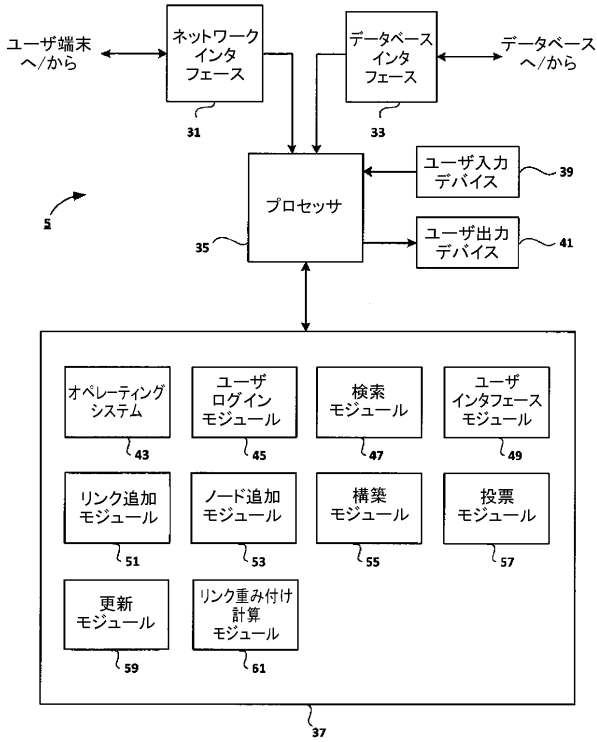 ユーザ端末
へ/から
ネットワーク
インタ
フェース
31
データベース
インタ
フェース
33
データベース
へ/から
5
プロセッサ
35
ユーザ入力
デバイス
39
ユーザ出力
デバイス
41
オペレーティング
システム
43
ユーザ
ログイン
モジュール
45
検索
モジュール
47
ユーザ
インタフェース
モジュール
49
リンク追加
モジュール
51
ノード追加
モジュール
53
構築
モジュール
55
投票
モジュール
57
更新
モジュール
59
リンク重み付け
計算
モジュール
61
37